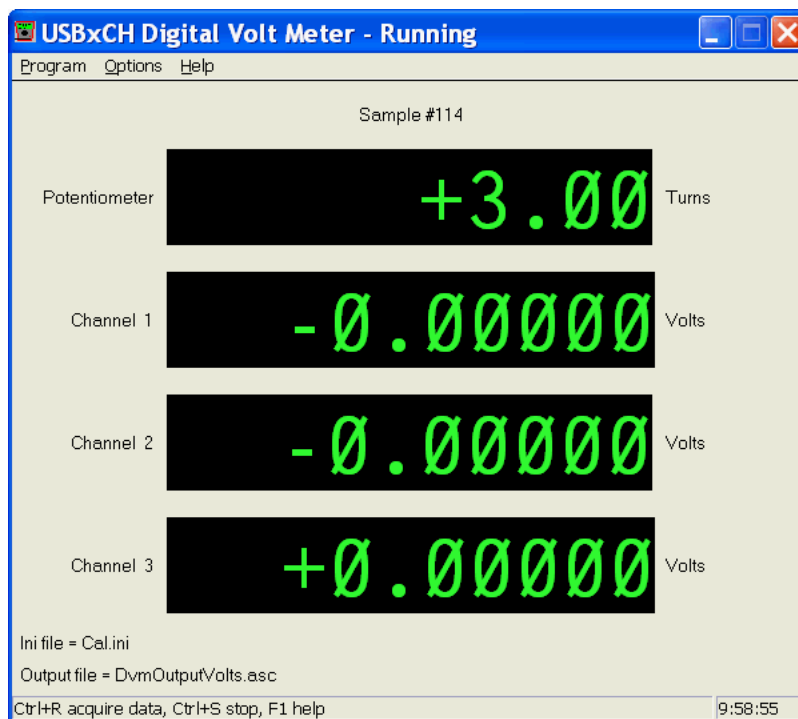 USBxCH Digital Volt Meter - Running
Program Options Help
Sample #114
Potentiometer +3.00 Turns
Channel 1 -0.00000 Volts
Channel 2 -0.00000 Volts
Channel 3 +0.00000 Volts
Ini file = Cal.ini
Output file = DvmOutputVolts.asc
Ctrl+R acquire data, Ctrl+S stop, F1 help 9:58:55